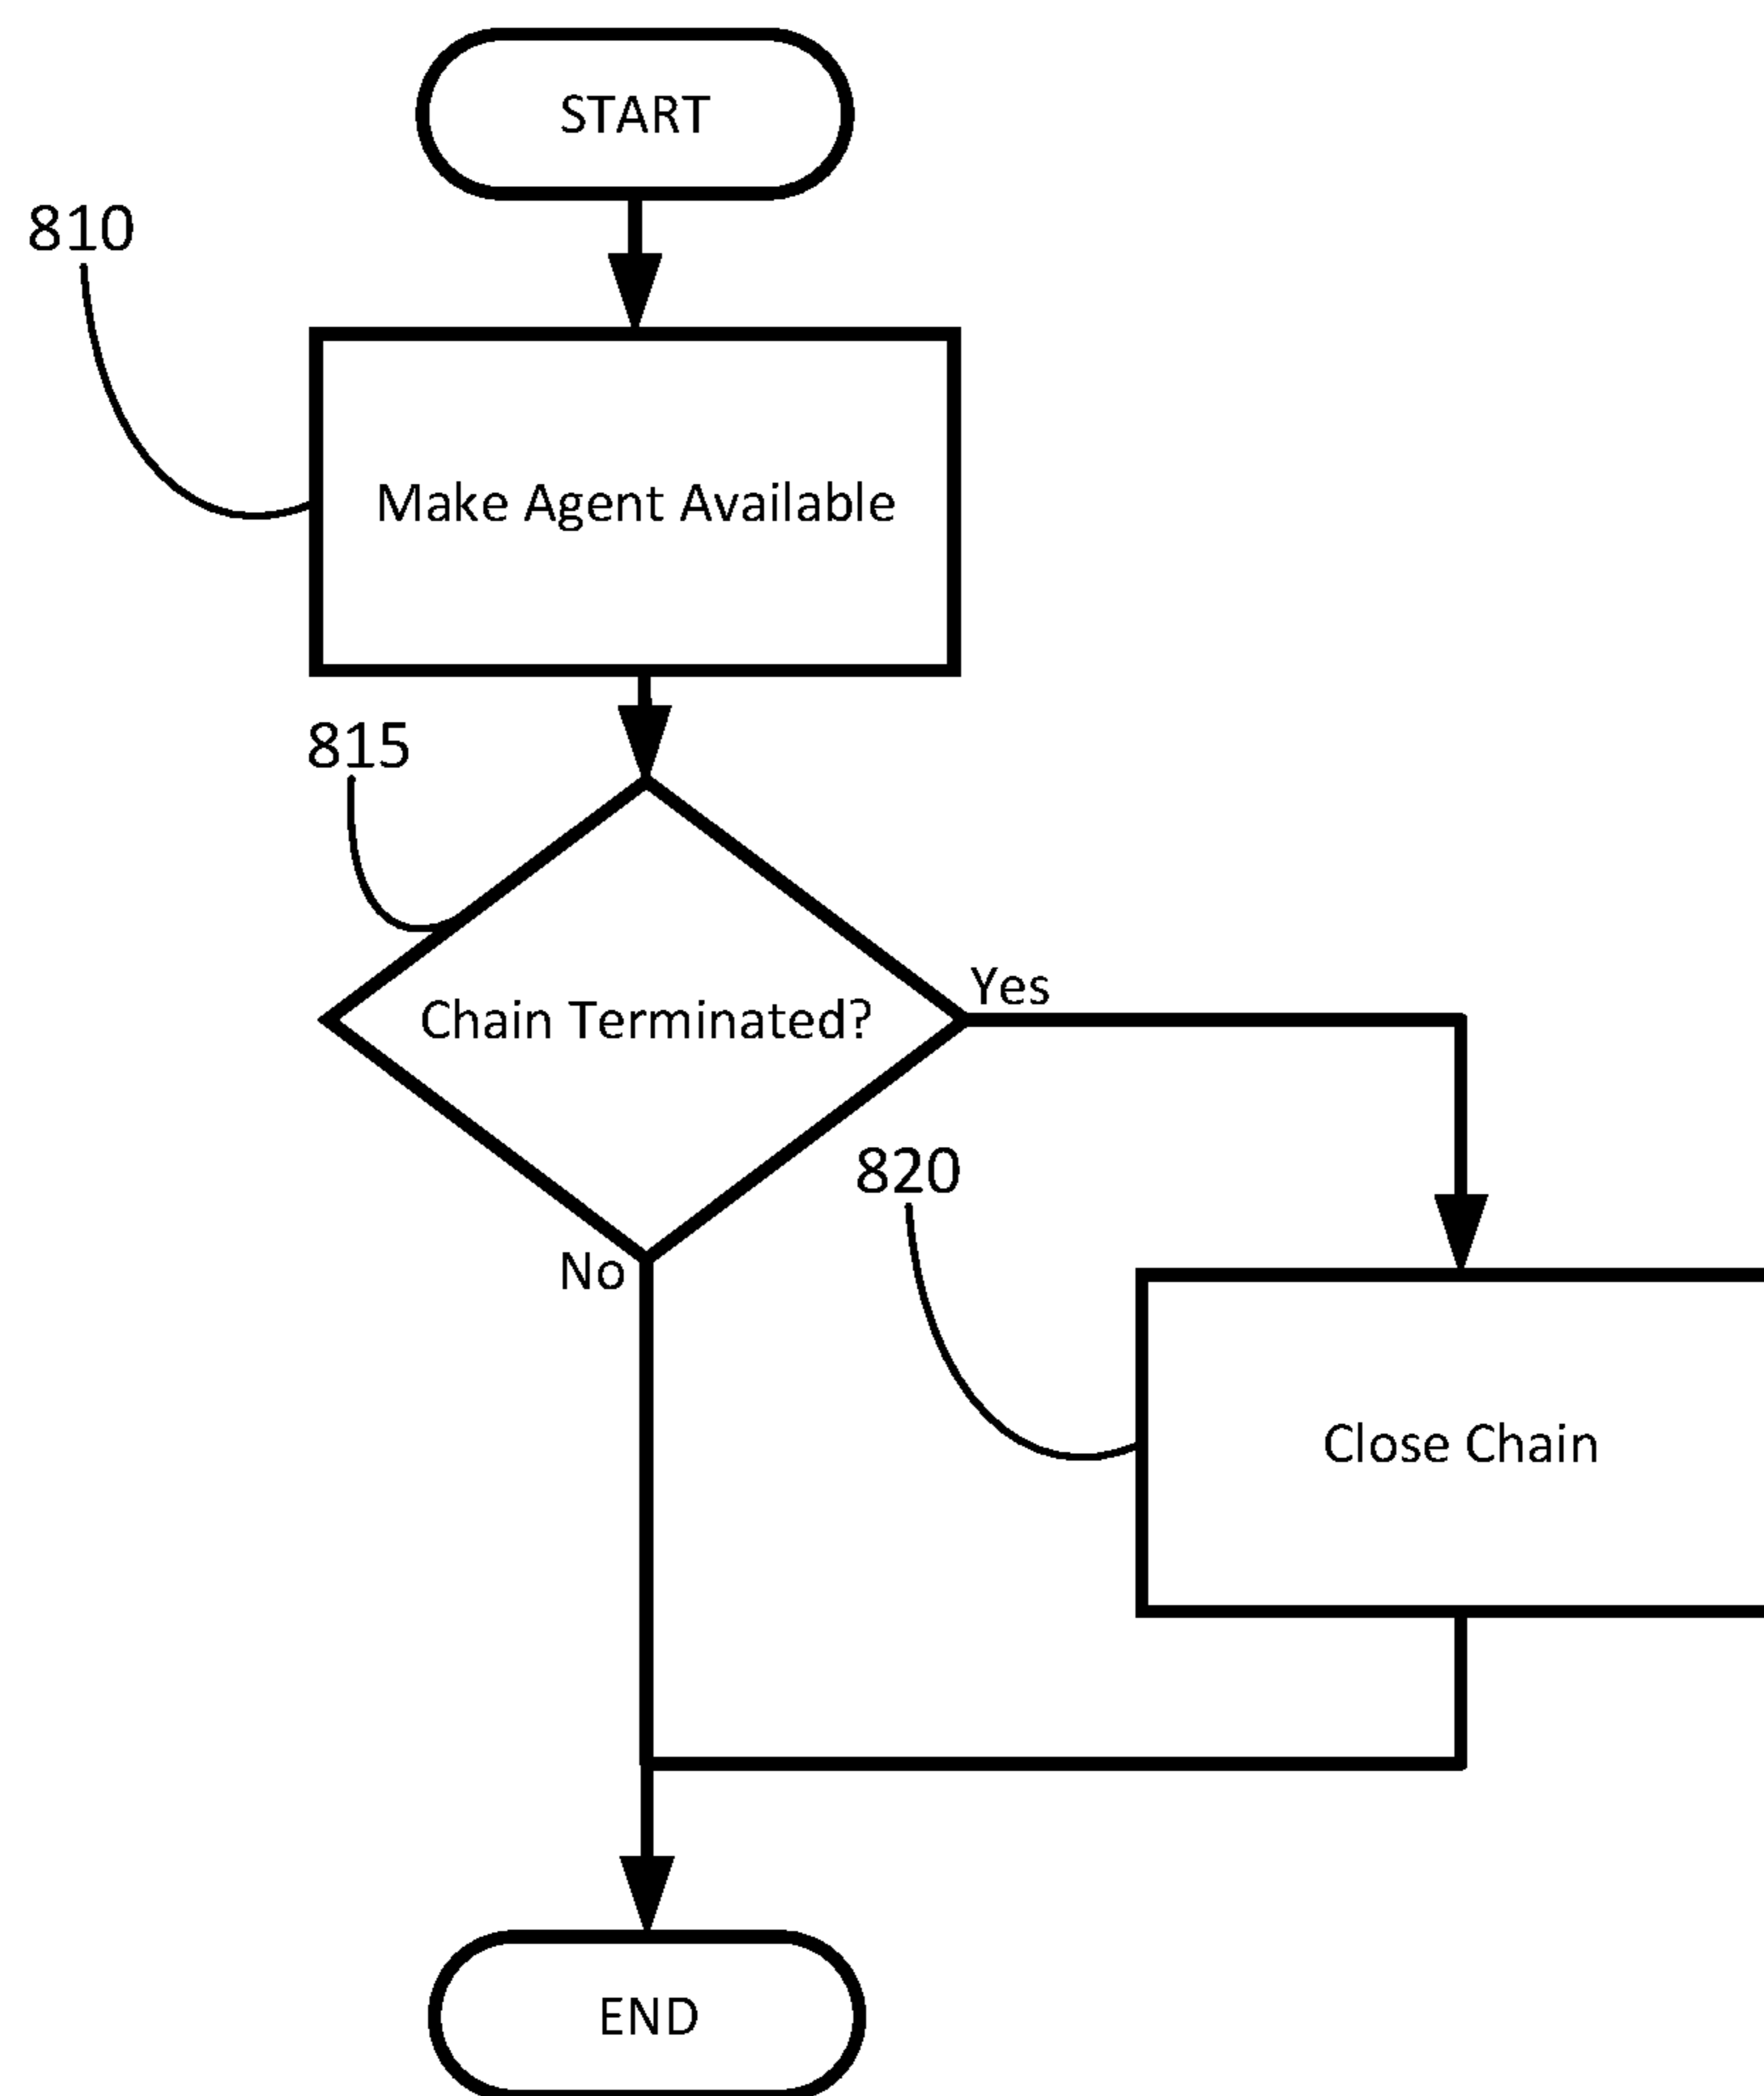 START
810
Make Agent Available
815
Chain Terminated?
Yes
820
No
Close Chain
END